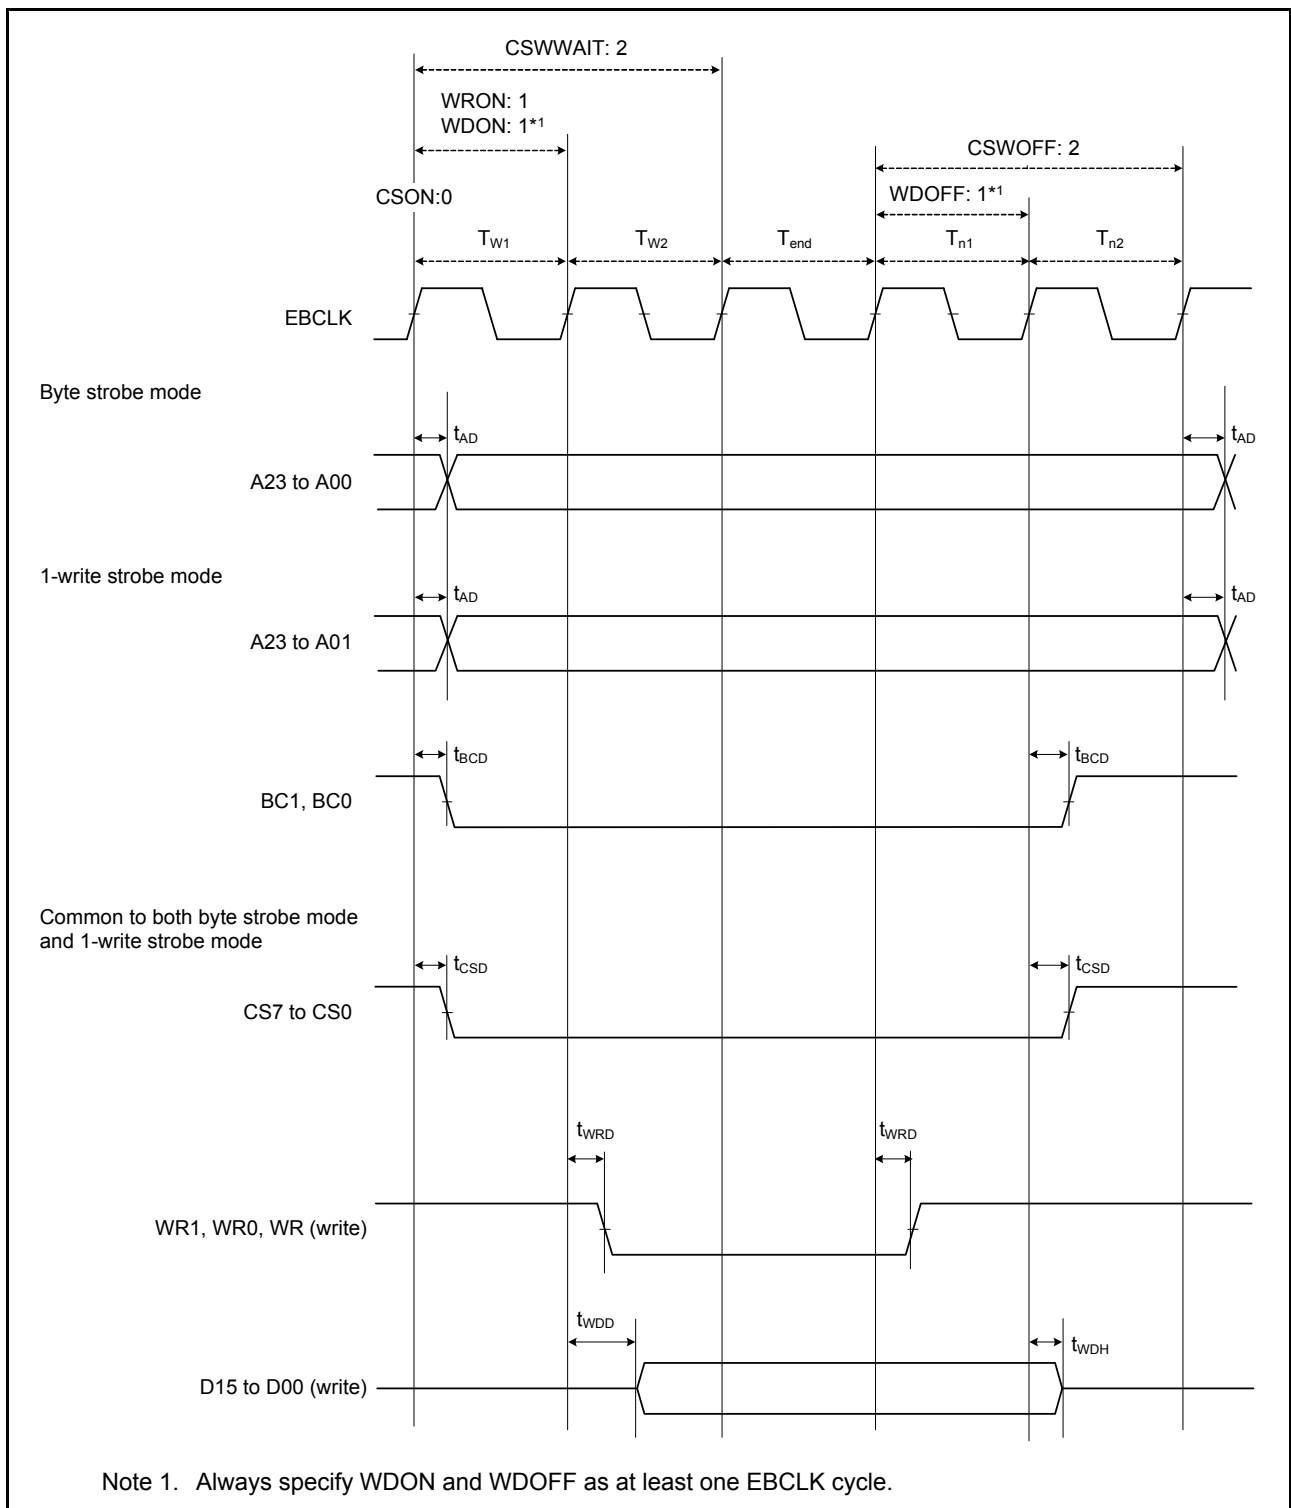 CSWWAIT: 2
WRON: 1
WDON: 1*1
CSWOFF: 2
WDOFF: 1*1
CSON:0
TW1 TW2 Tend Tn1 Tn2
EBCLK
Byte strobe mode
tAD tAD
A23 to A00
1-write strobe mode
tAD tAD
A23 to A01
tBCD tBCD
BC1, BC0
Common to both byte strobe mode
and 1-write strobe mode
tCSD tCSD
CS7 to CS0
tWRD tWRD
WR1, WR0, WR (write)
tWDD
tWDH
D15 to D00 (write)
Note 1. Always specify WDON and WDOFF as at least one EBCLK cycle.